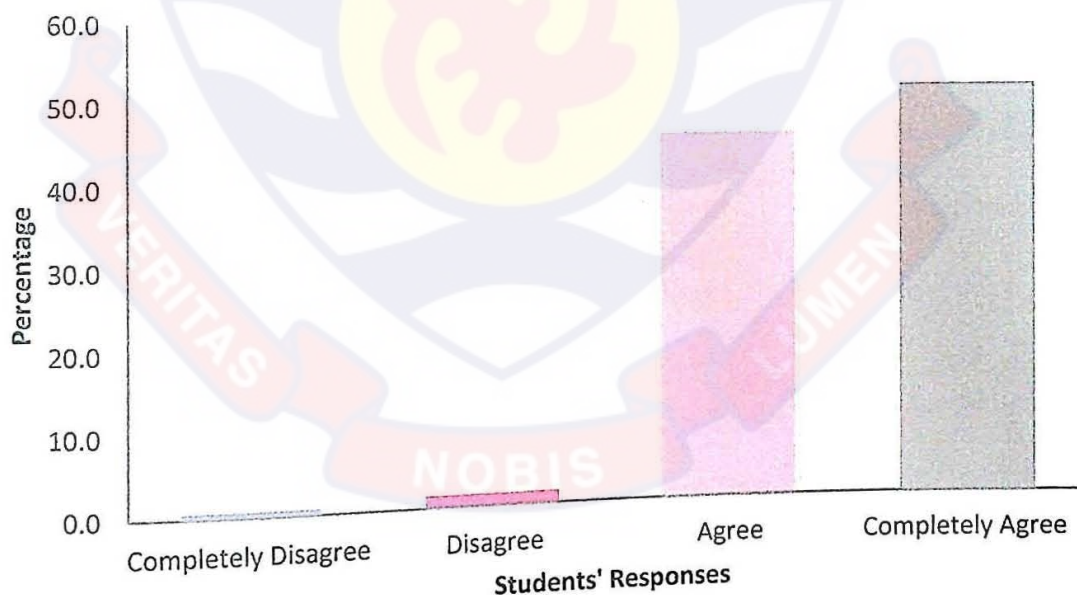 60.0
50.0
40.0
30.0
20.0
10.0
0.0
Percentage
Completely Disagree
Disagree
Agree
Completely Agree
Students' Responses
VERITAS
NOBIS
LUMEN